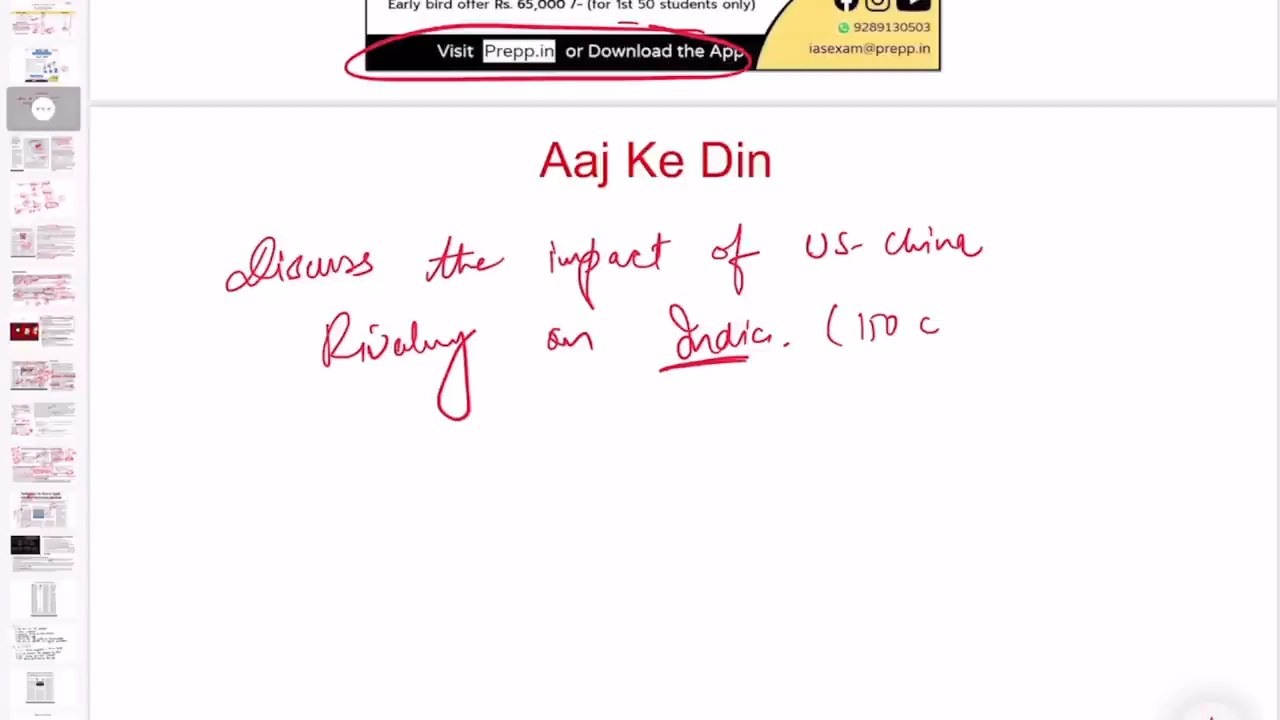 Early bird offer Rs. 65,000 /- (for 1st 50 students only)
9289130503
Visit Prepp.in or Download the App
iasexam@prepp.in
Aaj Ke Din
Discuss the impact of US-China
Rivalry on India. (150